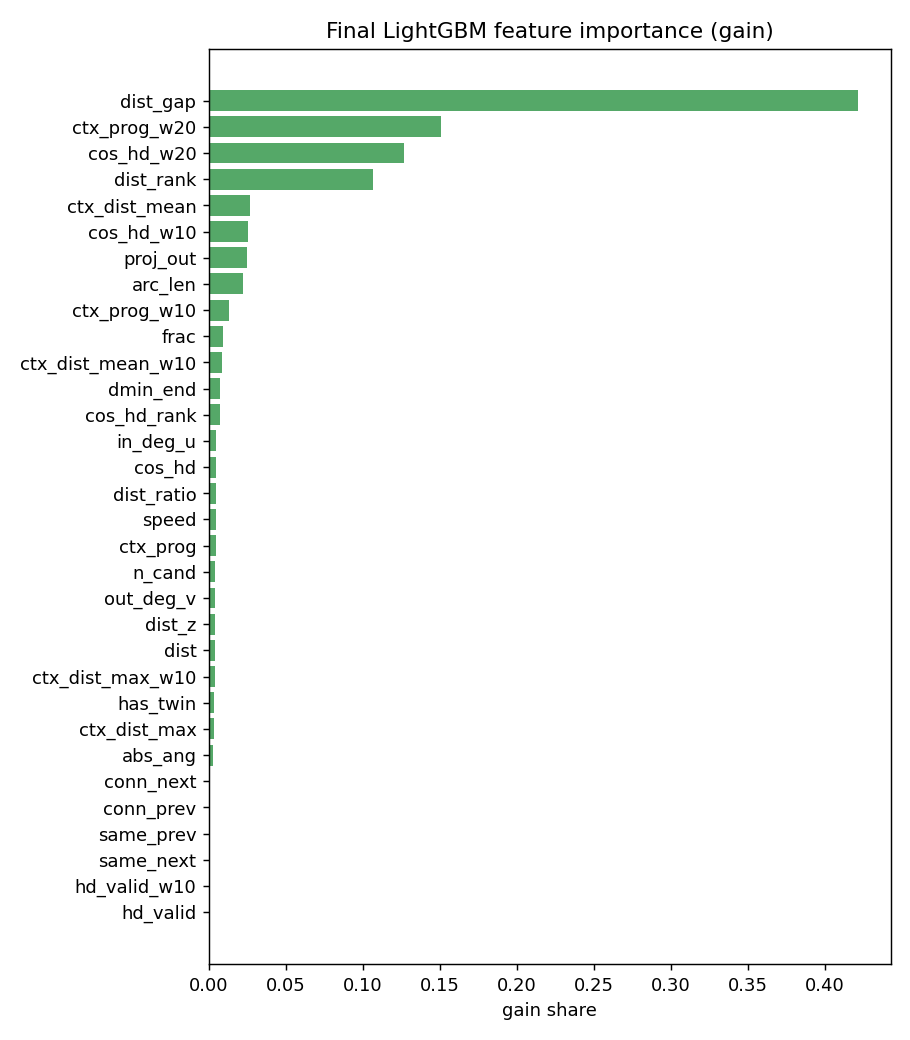 Final LightGBM feature importance (gain)
dist_gap
ctx_prog_w20
cos_hd_w20
dist_rank
ctx_dist_mean
cos_hd_w10
proj_out
arc_len
ctx_prog_w10
frac
ctx_dist_mean_w10
dmin_end
cos_hd_rank
in_deg_u
cos_hd
dist_ratio
speed
ctx_prog
n_cand
out_deg_v
dist_z
dist
ctx_dist_max_w10
has_twin
ctx_dist_max
abs_ang
conn_next
conn_prev
same_prev
same_next
hd_valid_w10
hd_valid
0.00 0.05 0.10 0.15 0.20 0.25 0.30 0.35 0.40
gain share